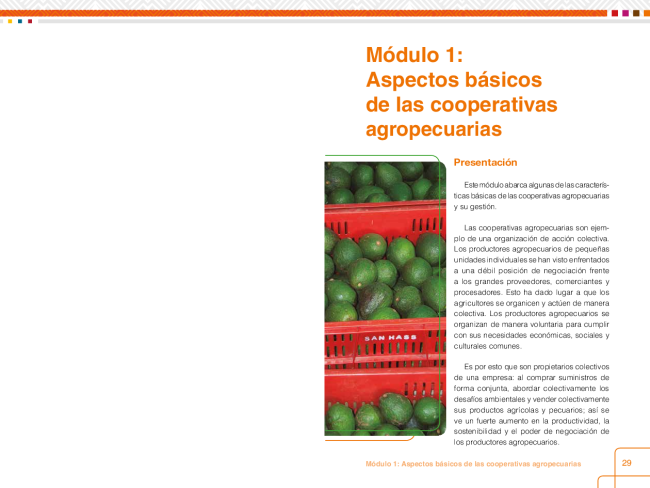 Módulo 1:
Aspectos básicos
de las cooperativas
agropecuarias
Presentación
Este módulo abarca algunas de las caracterís-
ticas básicas de las cooperativas agropecuarias
y su gestión.
Las cooperativas agropecuarias son ejem-
plo de una organización de acción colectiva.
Los productores agropecuarios de pequeñas
unidades individuales se han visto enfrentados
a una débil posición de negociación frente
a los grandes proveedores, comerciantes y
procesadores. Esto ha dado lugar a que los
agricultores se organicen y actúen de manera
colectiva. Los productores agropecuarios se
organizan de manera voluntaria para cumplir
con sus necesidades económicas, sociales y
culturales comunes.
Es por esto que son propietarios colectivos
de una empresa: al comprar suministros de
forma conjunta, abordar colectivamente los
desafíos ambientales y vender colectivamente
sus productos agrícolas y pecuarios; así se
ve un fuerte aumento en la productividad, la
sostenibilidad y el poder de negociación de
los productores agropecuarios.
SAN HASS
Módulo 1: Aspectos básicos de las cooperativas agropecuarias
29